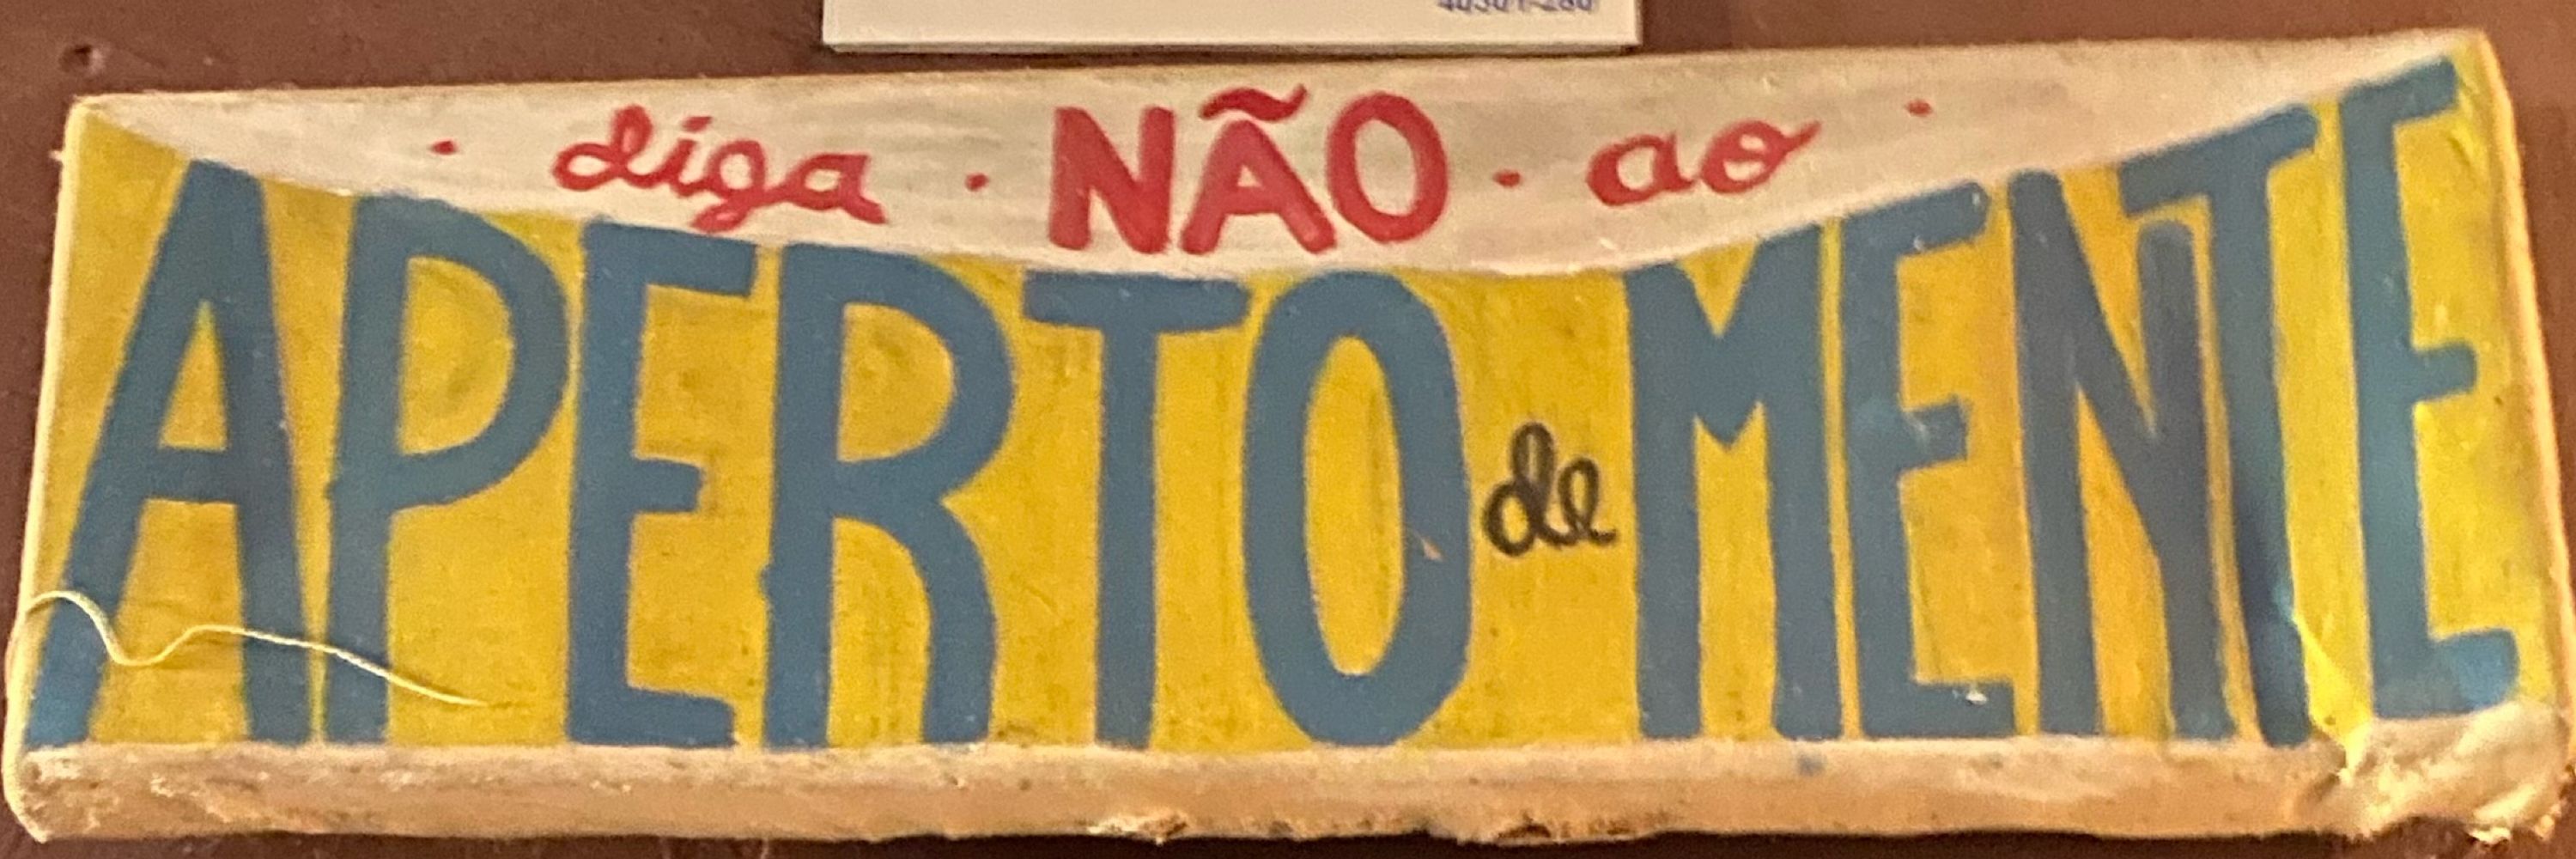 · diga · NÃO · ao ·
APERTO de MENTE